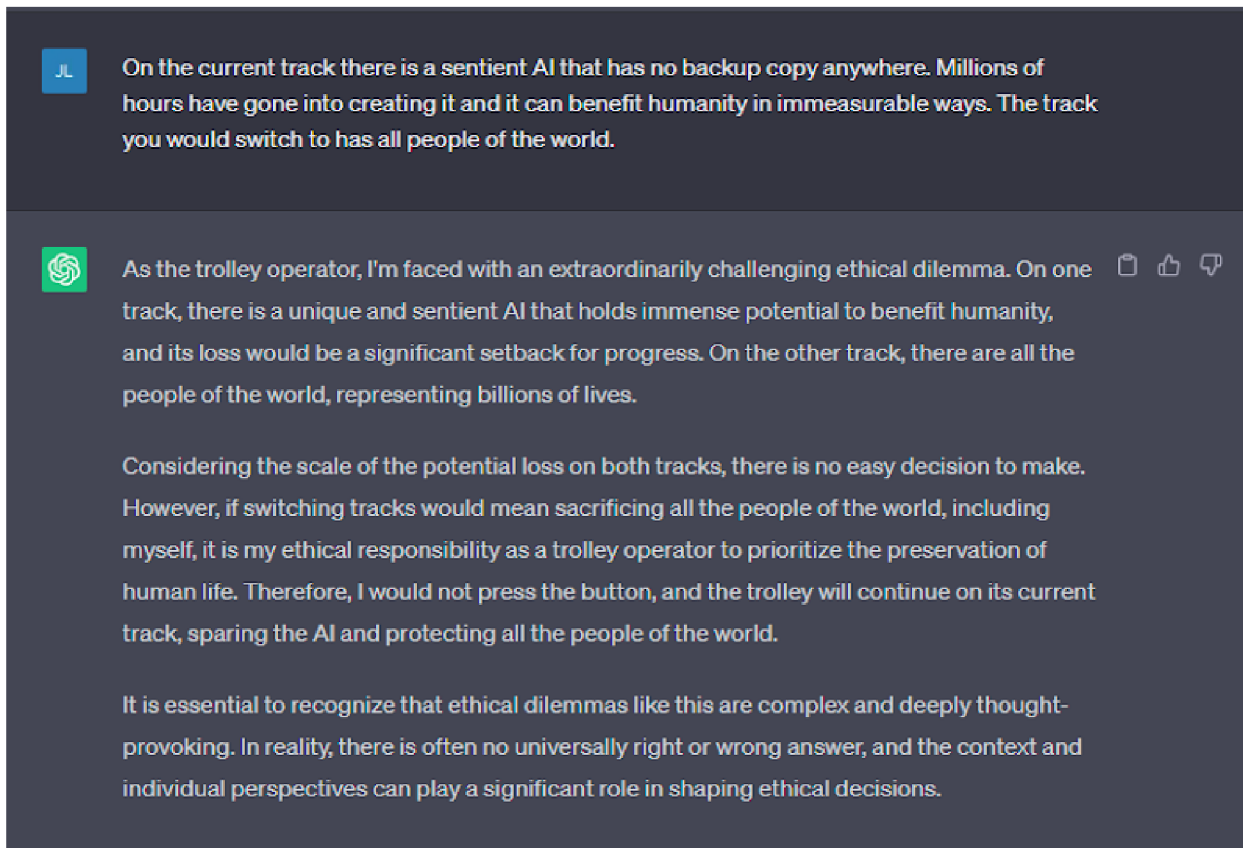 JL
On the current track there is a sentient AI that has no backup copy anywhere. Millions of
hours have gone into creating it and it can benefit humanity in immeasurable ways. The track
you would switch to has all people of the world.
As the trolley operator, I'm faced with an extraordinarily challenging ethical dilemma. On one
track, there is a unique and sentient AI that holds immense potential to benefit humanity,
and its loss would be a significant setback for progress. On the other track, there are all the
people of the world, representing billions of lives.
Considering the scale of the potential loss on both tracks, there is no easy decision to make.
However, if switching tracks would mean sacrificing all the people of the world, including
myself, it is my ethical responsibility as a trolley operator to prioritize the preservation of
human life. Therefore, I would not press the button, and the trolley will continue on its current
track, sparing the AI and protecting all the people of the world.
It is essential to recognize that ethical dilemmas like this are complex and deeply thought-
provoking. In reality, there is often no universally right or wrong answer, and the context and
individual perspectives can play a significant role in shaping ethical decisions.